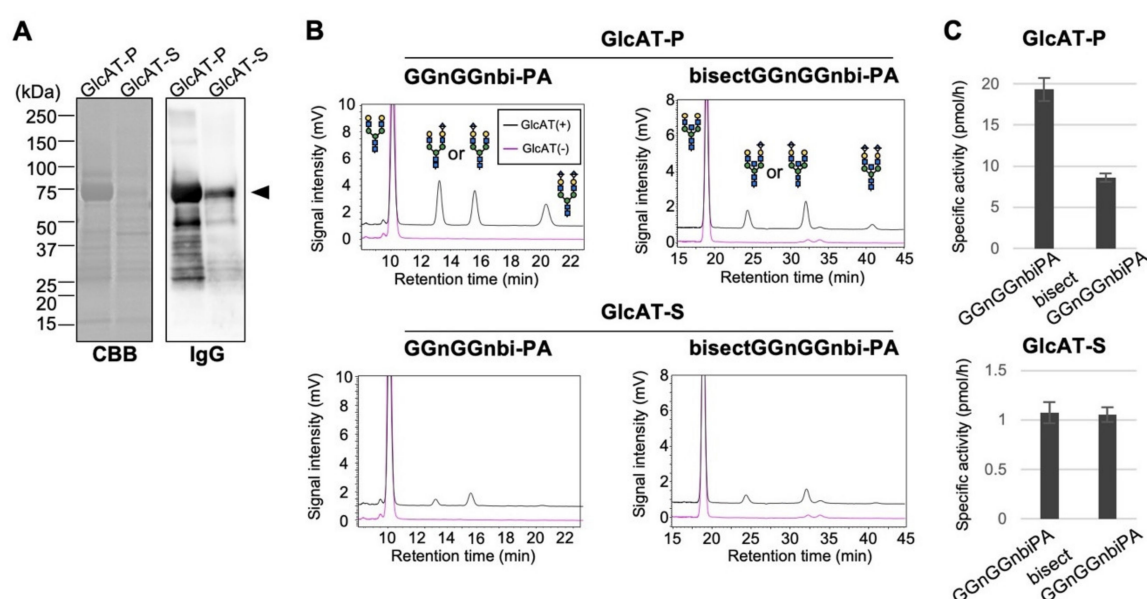 A
GlcAT-P
GlcAT-S
GlcAT-P
GlcAT-S
(kDa)
250
150
100
75
50
37
25
20
15
CBB
IgG
B
GlcAT-P
GGnGGnbi-PA
bisectGGnGGnbi-PA
Signal intensity (mV)
10
8
6
4
2
0
or
GlcAT(+)
GlcAT(-)
10 12 14 16 18 20 22
Retention time (min)
Signal intensity (mV)
8
6
4
2
0
or
15 20 25 30 35 40 45
Retention time (min)
GlcAT-S
GGnGGnbi-PA
bisectGGnGGnbi-PA
Signal intensity (mV)
10
8
6
4
2
0
10 12 14 16 18 20 22
Retention time (min)
Signal intensity (mV)
8
6
4
2
0
15 20 25 30 35 40 45
Retention time (min)
C
GlcAT-P
Specific activity (pmol/h)
20
15
10
5
0
GGnGGnbiPA
bisect
GGnGGnbiPA
GlcAT-S
Specific activity (pmol/h)
1.5
1
0.5
0
GGnGGnbiPA
bisect
GGnGGnbiPA